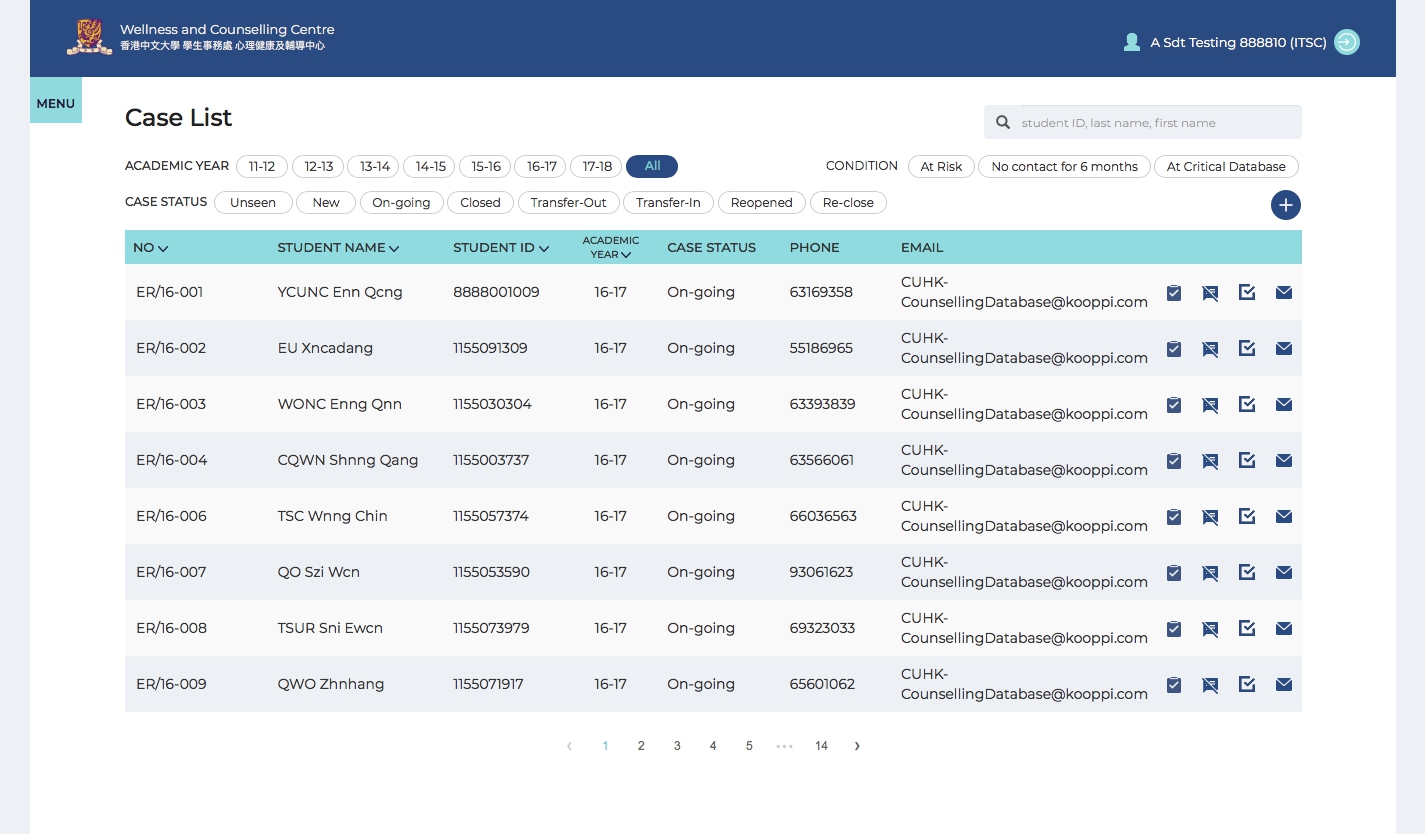 Wellness and Counselling Centre
香港中文大學 學生事務處 心理健康及輔導中心
A Sdt Testing 888810 (ITSC)
MENU
Case List
student ID, last name, first name
ACADEMIC YEAR 11-12 12-13 13-14 14-15 15-16 16-17 17-18 All CONDITION At Risk No contact for 6 months At Critical Database
CASE STATUS Unseen New On-going Closed Transfer-Out Transfer-In Reopened Re-close
NO STUDENT NAME STUDENT ID ACADEMIC YEAR CASE STATUS PHONE EMAIL
ER/16-001 YCUNC Enn Qcng 8888001009 16-17 On-going 63169358 CUHK-
CounsellingDatabase@kooppi.com
ER/16-002 EU Xncadang 1155091309 16-17 On-going 55186965 CUHK-
CounsellingDatabase@kooppi.com
ER/16-003 WONC Enng Qnn 1155030304 16-17 On-going 63393839 CUHK-
CounsellingDatabase@kooppi.com
ER/16-004 CQWN Shnng Qang 1155003737 16-17 On-going 63566061 CUHK-
CounsellingDatabase@kooppi.com
ER/16-006 TSC Wnng Chin 1155057374 16-17 On-going 66036563 CUHK-
CounsellingDatabase@kooppi.com
ER/16-007 QO Szi Wcn 1155053590 16-17 On-going 93061623 CUHK-
CounsellingDatabase@kooppi.com
ER/16-008 TSUR Sni Ewcn 1155073979 16-17 On-going 69323033 CUHK-
CounsellingDatabase@kooppi.com
ER/16-009 QWO Zhnhang 1155071917 16-17 On-going 65601062 CUHK-
CounsellingDatabase@kooppi.com
‹ 1 2 3 4 5 ••• 14 ›